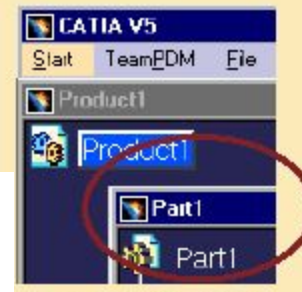 CATIA V5
Start TeamPDM File
Product1
Product1
Part1
Part1